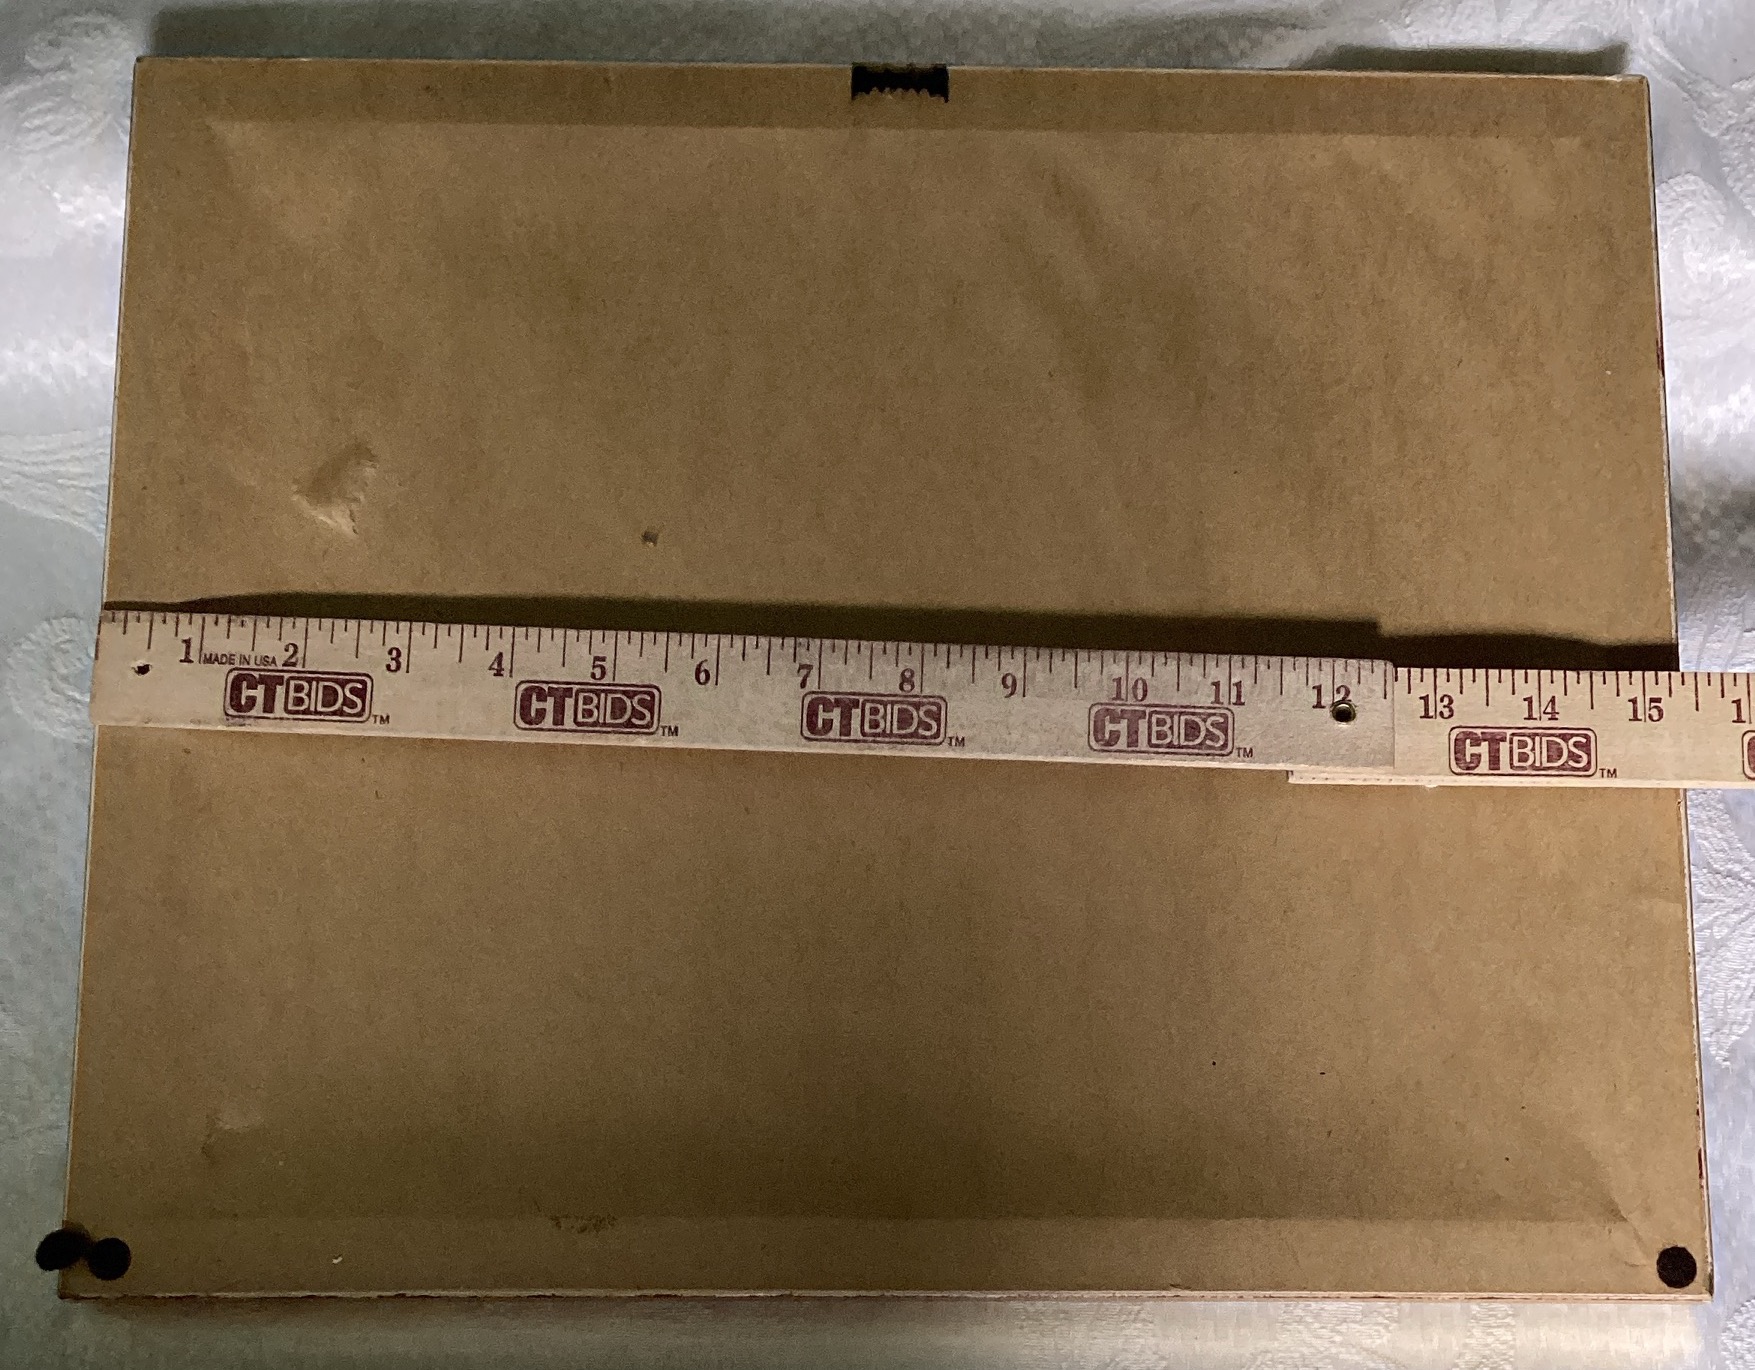 1 MADE IN USA 2 3 4 5 6 7 8 9 10 11 12 13 14 15 1
CTBIDS™ CTBIDS™ CTBIDS™ CTBIDS™ CTBIDS™